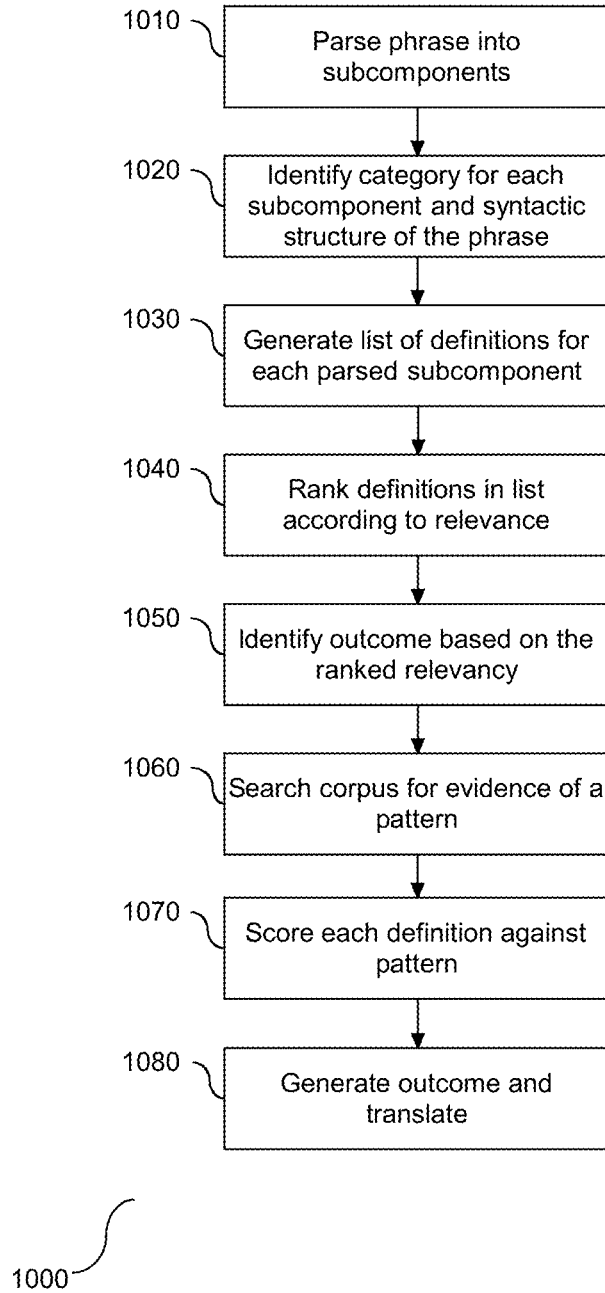 1010
Parse phrase into
subcomponents
1020
Identify category for each
subcomponent and syntactic
structure of the phrase
1030
Generate list of definitions for
each parsed subcomponent
1040
Rank definitions in list
according to relevance
1050
Identify outcome based on the
ranked relevancy
1060
Search corpus for evidence of a
pattern
1070
Score each definition against
pattern
1080
Generate outcome and
translate
1000